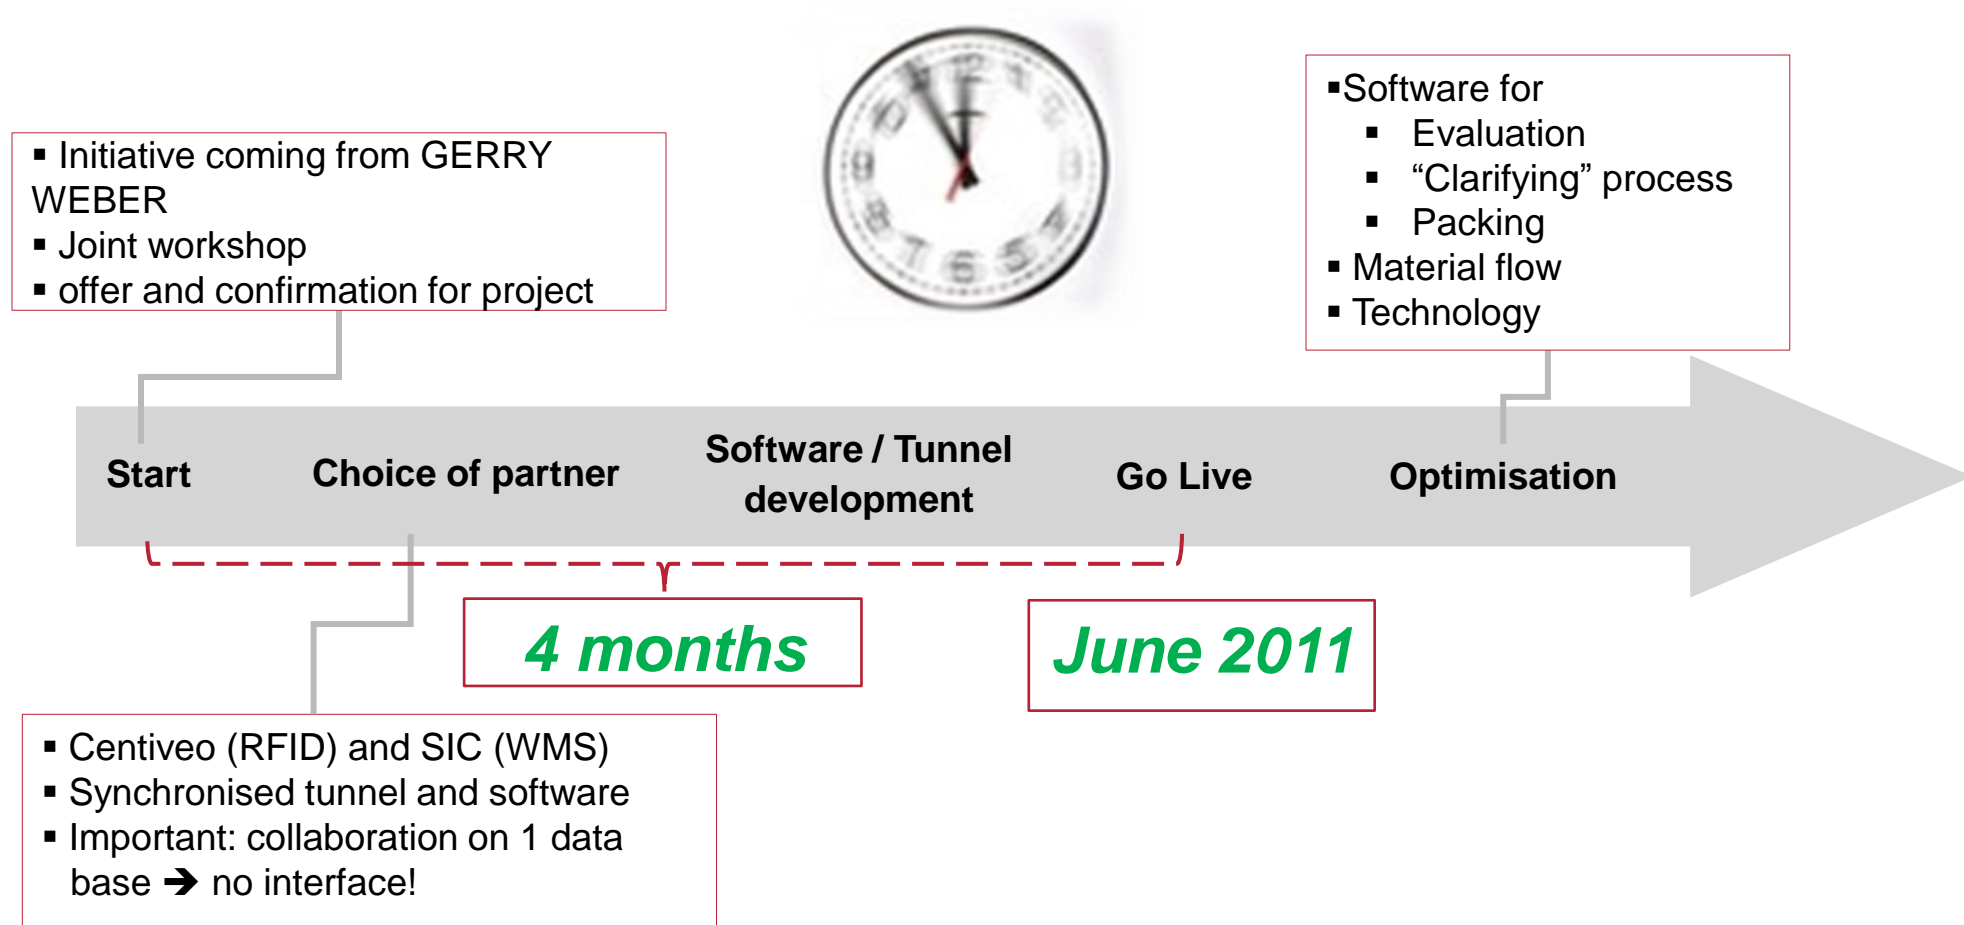 ▪ Initiative coming from GERRY
WEBER
▪ Joint workshop
▪ offer and confirmation for project
▪Software for
▪ Evaluation
▪ “Clarifying” process
▪ Packing
▪ Material flow
▪ Technology
Start
Choice of partner
Software / Tunnel
development
Go Live
Optimisation
4 months
June 2011
▪ Centiveo (RFID) and SIC (WMS)
▪ Synchronised tunnel and software
▪ Important: collaboration on 1 data
base ➔ no interface!